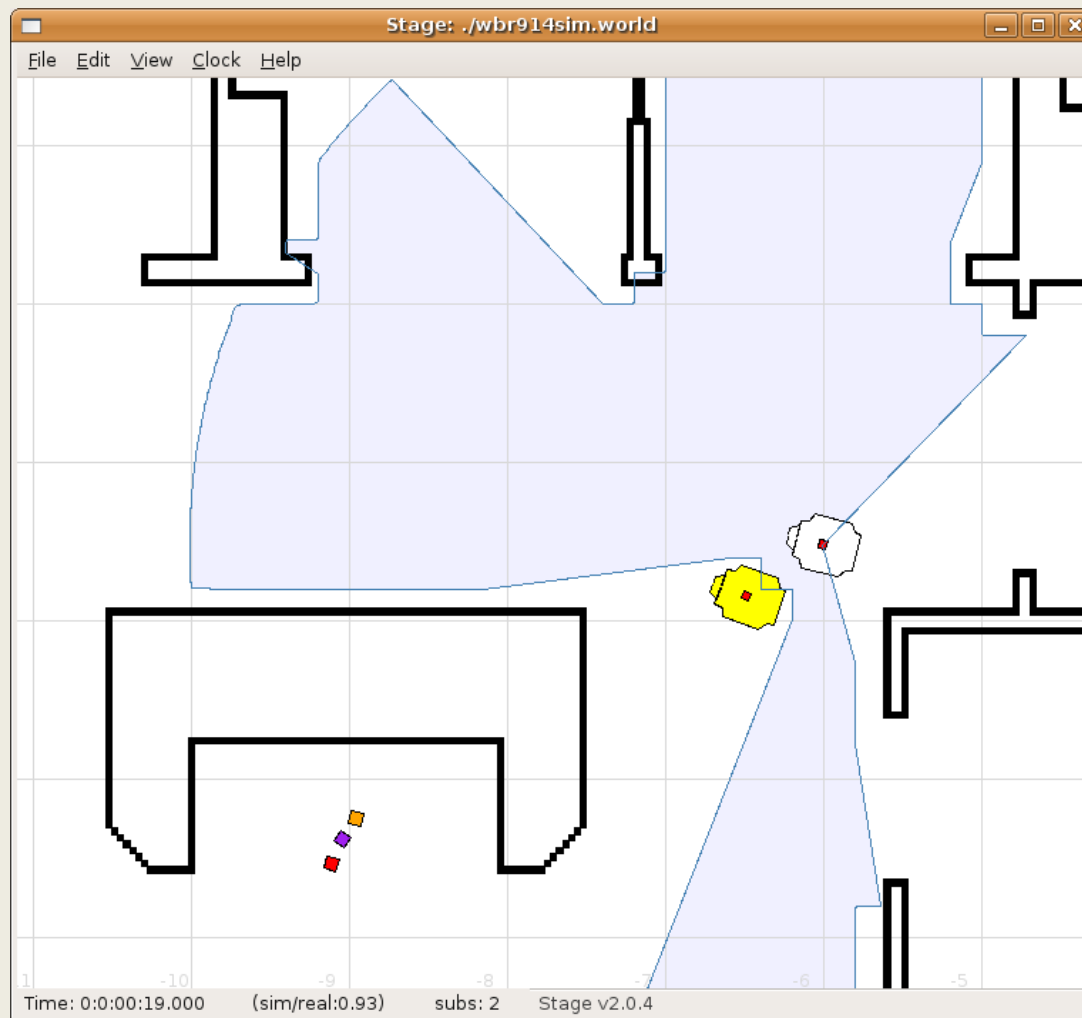 Stage: ./wbr914sim.world
File Edit View Clock Help
1 -10 -9 -8 -7 -6 -5
Time: 0:0:00:19.000 (sim/real:0.93) subs: 2 Stage v2.0.4